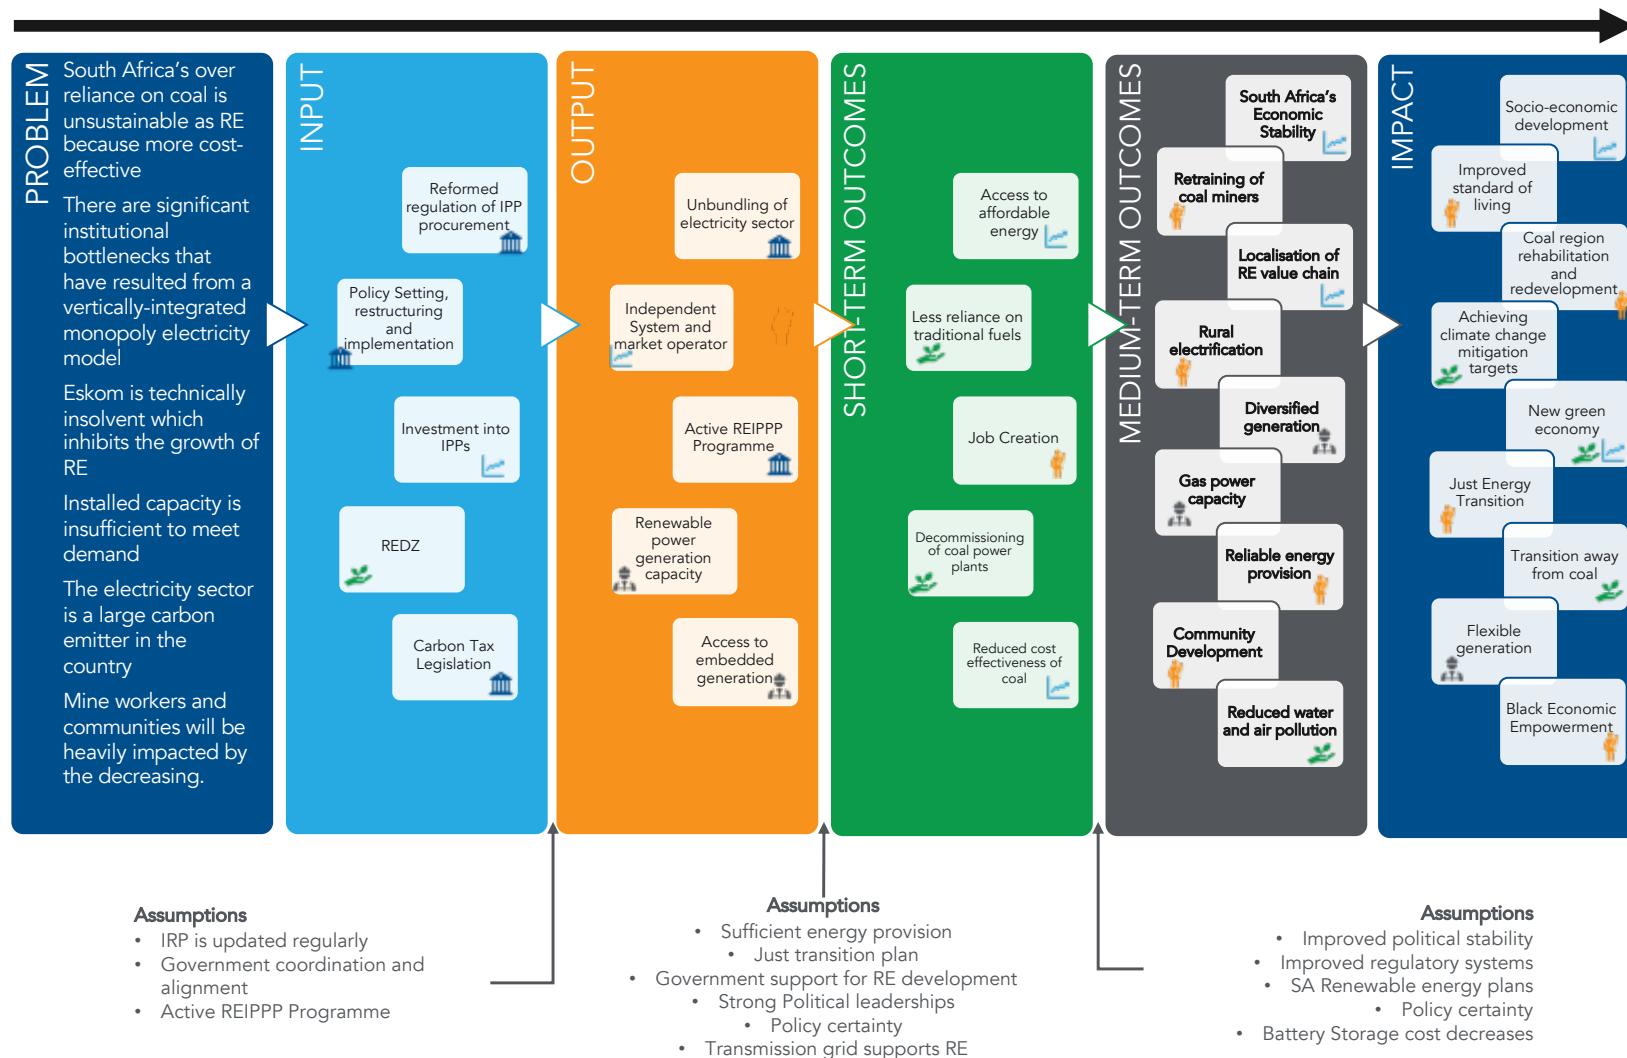 PROBLEM
South Africa's over
reliance on coal is
unsustainable as RE
because more cost-
effective
There are significant
institutional
bottlenecks that
have resulted from a
vertically-integrated
monopoly electricity
model
Eskom is technically
insolvent which
inhibits the growth of
RE
Installed capacity is
insufficient to meet
demand
The electricity sector
is a large carbon
emitter in the
country
Mine workers and
communities will be
heavily impacted by
the decreasing.
INPUT
Reformed
regulation of IPP
procurement
Policy Setting,
restructuring
and
implementation
Investment into
IPPs
REDZ
Carbon Tax
Legislation
OUTPUT
Unbundling of
electricity sector
Independent
System and
market operator
Active REIPPP
Programme
Renewable
power
generation
capacity
Access to
embedded
generation
SHORT-TERM OUTCOMES
Access to
affordable
energy
Less reliance on
traditional fuels
Job Creation
Decommissioning
of coal power
plants
Reduced cost
effectiveness of
coal
MEDIUM-TERM OUTCOMES
South Africa's
Economic
Stability
Retraining of
coal miners
Localisation of
RE value chain
Rural
electrification
Diversified
generation
Gas power
capacity
Reliable energy
provision
Community
Development
Reduced water
and air pollution
IMPACT
Socio-economic
development
Improved
standard of
living
Coal region
rehabilitation
and
redevelopment
Achieving
climate change
mitigation
targets
New green
economy
Just Energy
Transition
Transition away
from coal
Flexible
generation
Black Economic
Empowerment
Assumptions
• IRP is updated regularly
• Government coordination and
alignment
• Active REIPPP Programme
Assumptions
• Sufficient energy provision
• Just transition plan
• Government support for RE development
• Strong Political leaderships
• Policy certainty
• Transmission grid supports RE
Assumptions
• Improved political stability
• Improved regulatory systems
• SA Renewable energy plans
• Policy certainty
• Battery Storage cost decreases